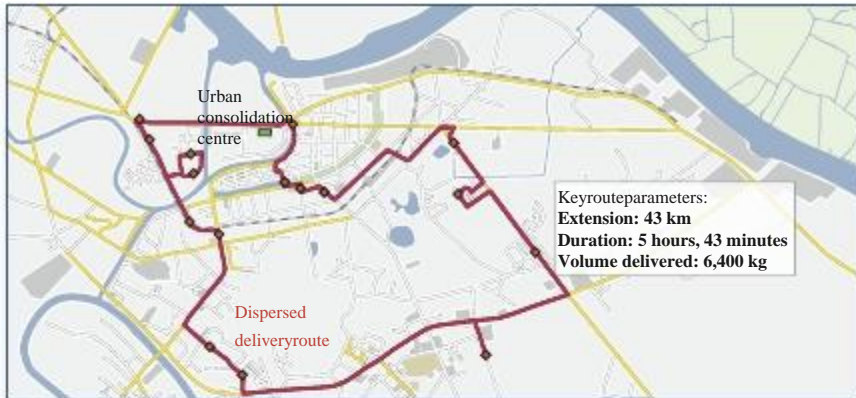 Urban
consolidation
centre
Keyrouteparameters:
Extension: 43 km
Duration: 5 hours, 43 minutes
Volume delivered: 6,400 kg
Dispersed
deliveryroute